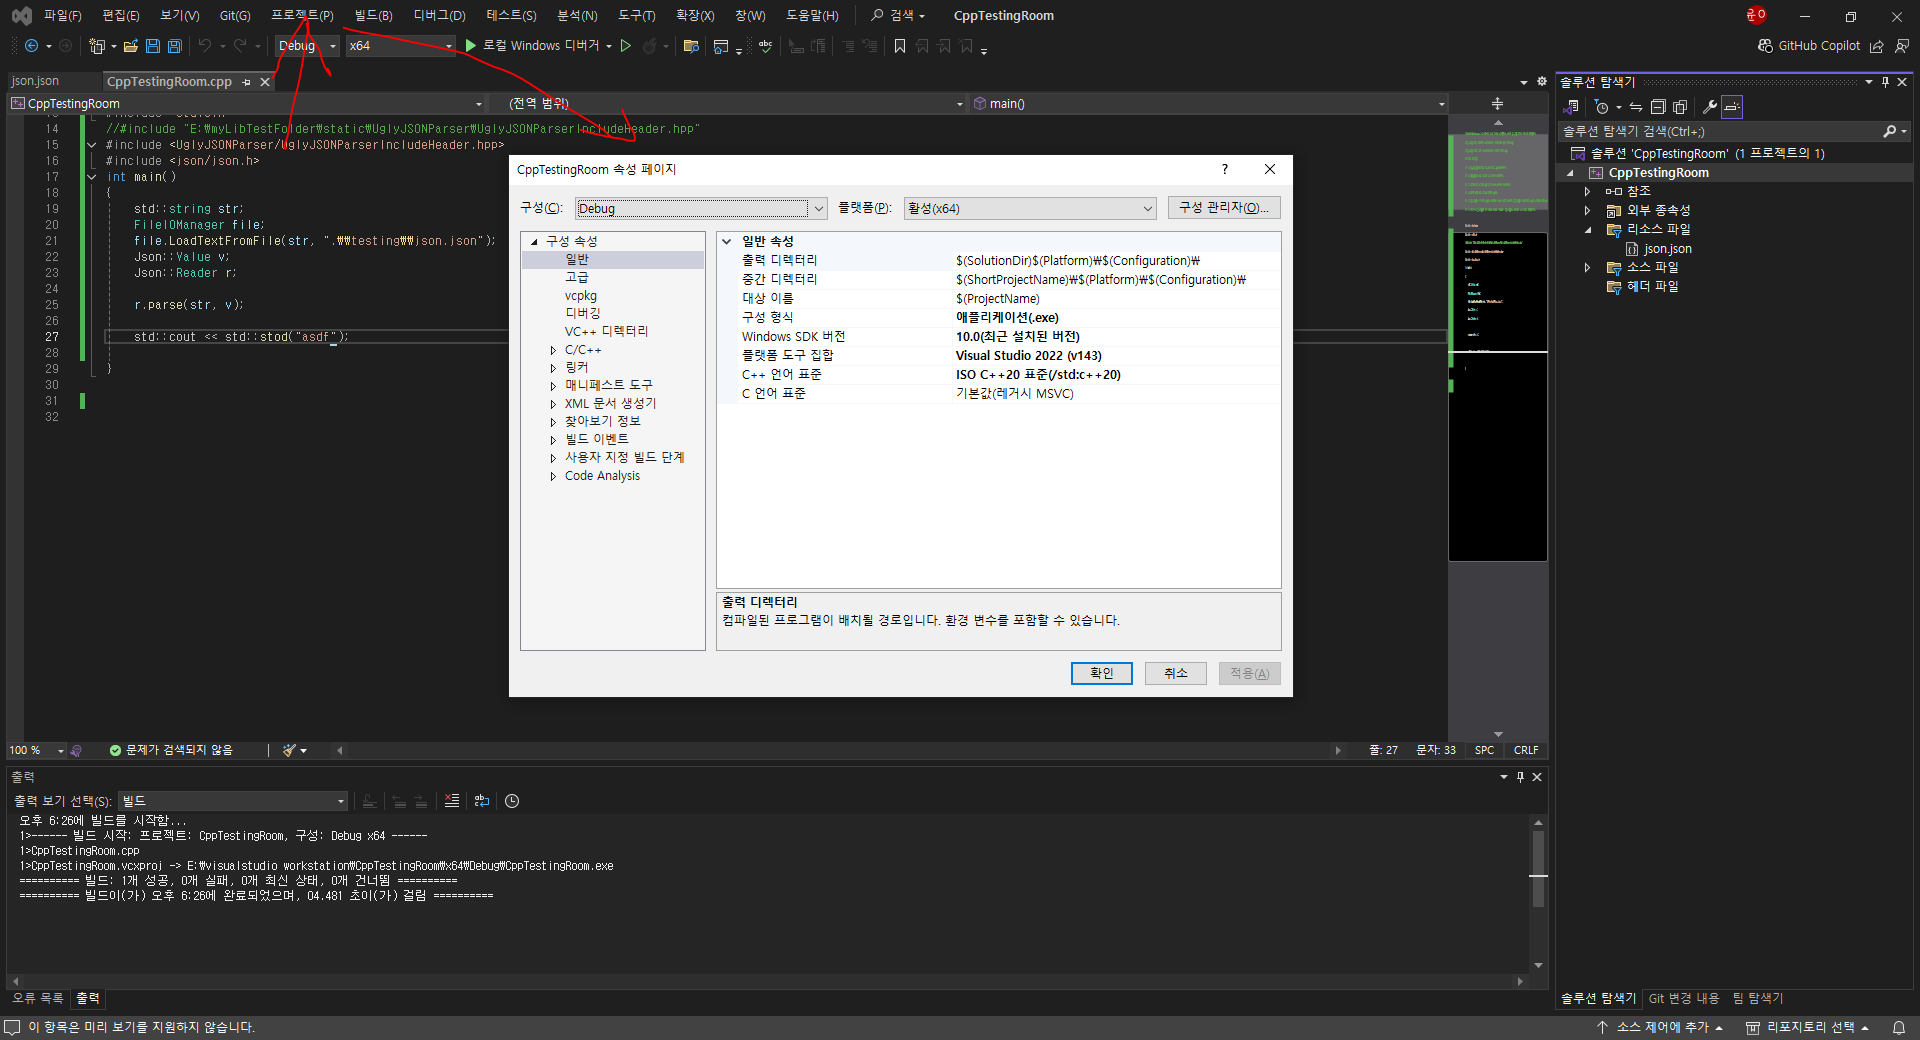 파일(F) 편집(E) 보기(V) Git(G) 프로젝트(P) 빌드(B) 디버그(D) 테스트(S) 분석(N) 도구(T) 확장(X) 창(W) 도움말(H) 검색 CppTestingRoom
Debug x64 로컬 Windows 디버거 GitHub Copilot
json.json CppTestingRoom.cpp
CppTestingRoom (전역 범위) main()
14 //#include "E:\myLibTestFolder\static\UglyJSONParser\UglyJSONParserIncludeHeader.hpp"
15 #include <UglyJSONParser/UglyJSONParserIncludeHeader.hpp>
16 #include <json/json.h>
17 int main()
18 {
19 std::string str;
20 FileIOManager file;
21 file.LoadTextFromFile(str, ".\\testing\\json.json");
22 Json::Value v;
23 Json::Reader r;
24
25 r.parse(str, v);
26
27 std::cout << std::stod("asdf");
28
29 }
30
31
32
CppTestingRoom 속성 페이지 ?
구성(C): Debug 플랫폼(P): 활성(x64) 구성 관리자(O)...
구성 속성
일반
고급
vcpkg
디버깅
VC++ 디렉터리
C/C++
링커
매니페스트 도구
XML 문서 생성기
찾아보기 정보
빌드 이벤트
사용자 지정 빌드 단계
Code Analysis
일반 속성
출력 디렉터리 $(SolutionDir)$(Platform)\$(Configuration)\
중간 디렉터리 $(ShortProjectName)\$(Platform)\$(Configuration)\
대상 이름 $(ProjectName)
구성 형식 애플리케이션(.exe)
Windows SDK 버전 10.0(최근 설치된 버전)
플랫폼 도구 집합 Visual Studio 2022 (v143)
C++ 언어 표준 ISO C++20 표준(/std:c++20)
C 언어 표준 기본값(레거시 MSVC)
출력 디렉터리
컴파일된 프로그램이 배치될 경로입니다. 환경 변수를 포함할 수 있습니다.
확인 취소 적용(A)
솔루션 탐색기
솔루션 탐색기 검색(Ctrl+;)
솔루션 'CppTestingRoom' (1 프로젝트의 1)
CppTestingRoom
참조
외부 종속성
리소스 파일
json.json
소스 파일
헤더 파일
100 % 문제가 검색되지 않음 줄: 27 문자: 33 SPC CRLF
출력
출력 보기 선택(S): 빌드
오후 6:26에 빌드를 시작함...
1>------ 빌드 시작: 프로젝트: CppTestingRoom, 구성: Debug x64 ------
1>CppTestingRoom.cpp
1>CppTestingRoom.vcxproj -> E:\visualstudio workstation\CppTestingRoom\x64\Debug\CppTestingRoom.exe
========== 빌드: 1개 성공, 0개 실패, 0개 최신 상태, 0개 건너뜀 ==========
========== 빌드이(가) 오후 6:26에 완료되었으며, 04.481 초이(가) 걸림 ==========
오류 목록 출력
솔루션 탐색기 Git 변경 내용 팀 탐색기
이 항목은 미리 보기를 지원하지 않습니다. 소스 제어에 추가 리포지토리 선택